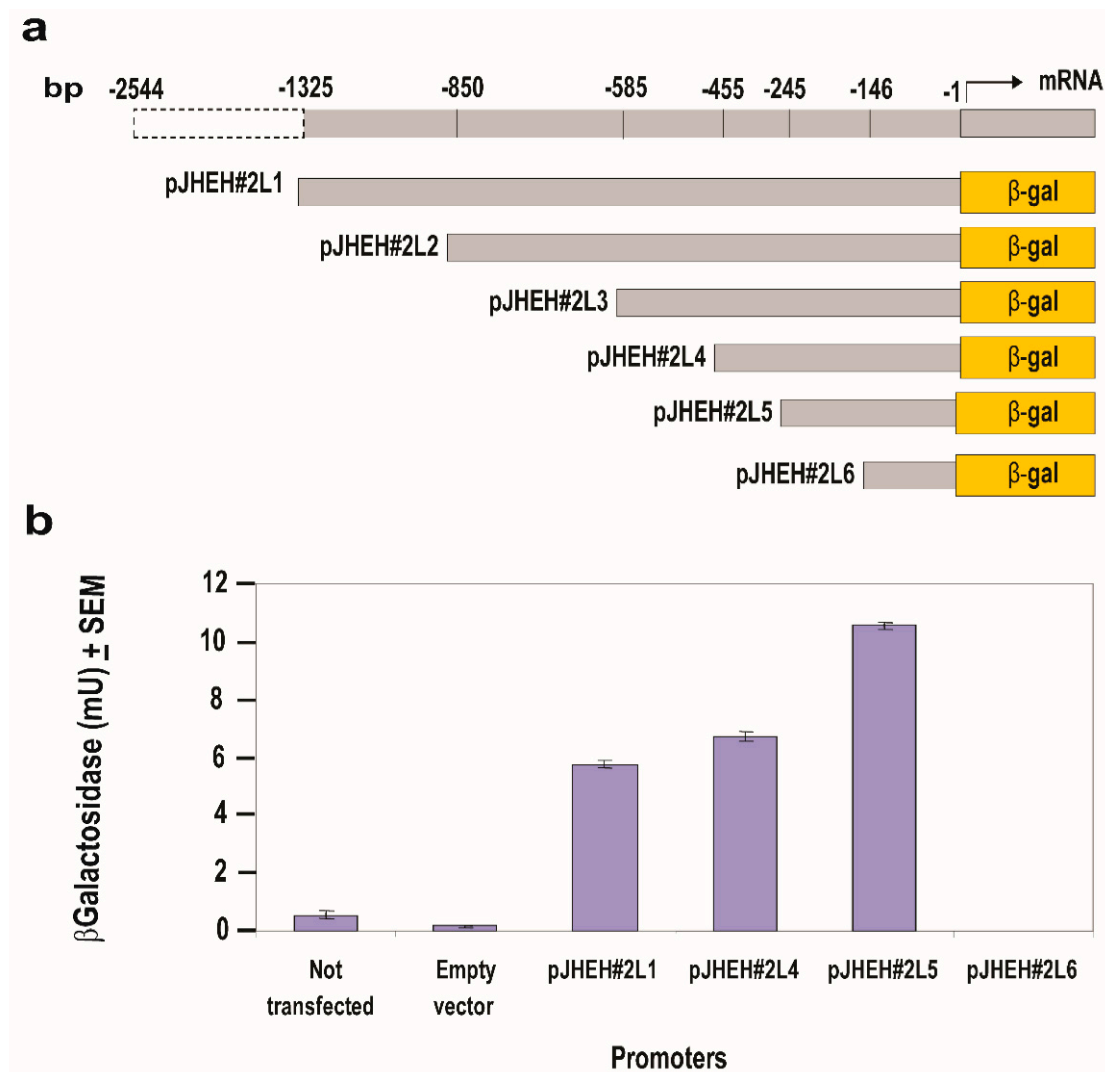 a
bp -2544 -1325 -850 -585 -455 -245 -146 -1 mRNA
pJHEH#2L1 β-gal
pJHEH#2L2 β-gal
pJHEH#2L3 β-gal
pJHEH#2L4 β-gal
pJHEH#2L5 β-gal
pJHEH#2L6 β-gal
b
βGalactosidase (mU) ± SEM
12
10
8
6
4
2
0
Not transfected
Empty vector
pJHEH#2L1
pJHEH#2L4
pJHEH#2L5
pJHEH#2L6
Promoters